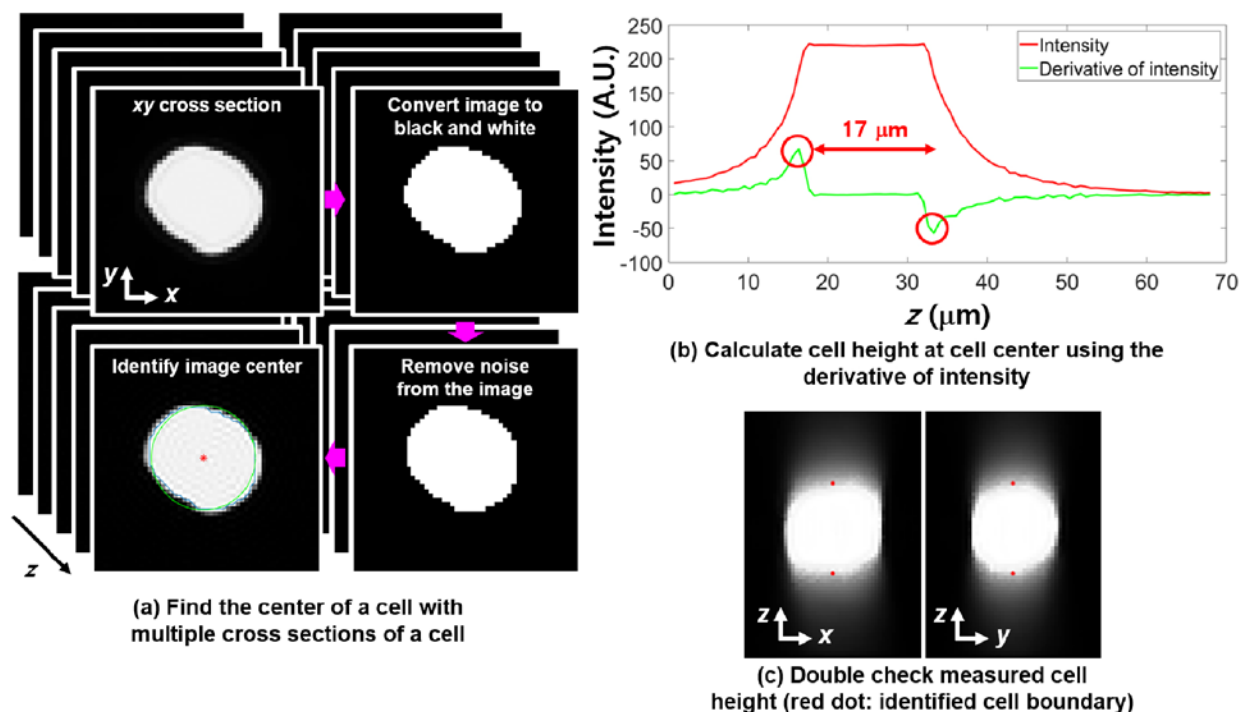 xy cross section
y
x
Convert image to
black and white
Identify image center
Remove noise
from the image
z
(a) Find the center of a cell with
multiple cross sections of a cell
250
200
150
100
50
0
-50
-100
Intensity (A.U.)
Intensity
Derivative of intensity
17 μm
0
10
20
30
40
50
60
70
z (μm)
(b) Calculate cell height at cell center using the
derivative of intensity
z
x
z
y
(c) Double check measured cell
height (red dot: identified cell boundary)